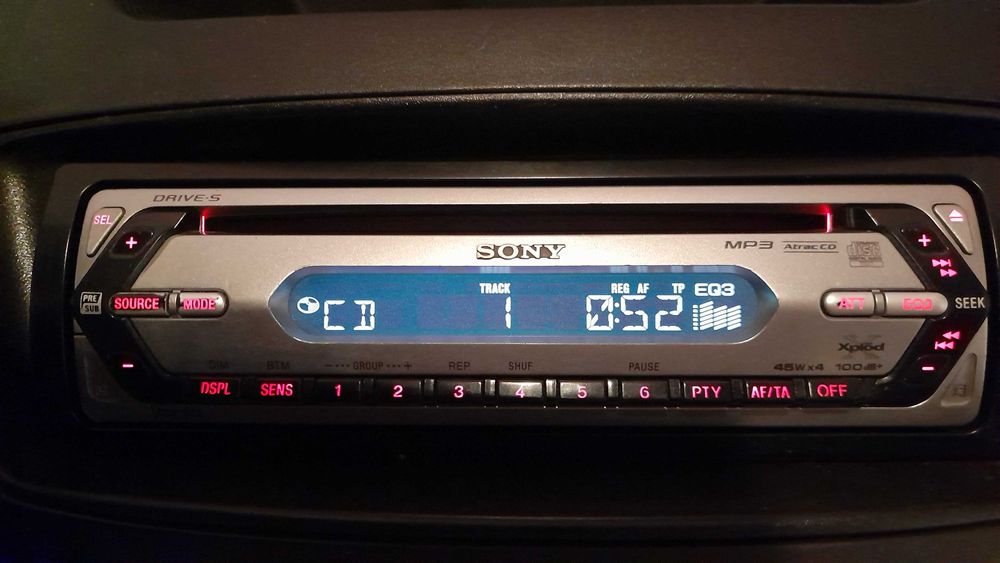 DRIVE·S
SEL
SONY
MP3 Atrac CD
TRACK REG AF TP EQ3
CD 1 0:52
PRE SUB SOURCE MODE ATT EQ3 SEEK
Xplod
DIM BTM - GROUP + REP SHUF PAUSE 45W×4 100dB+
DSPL SENS 1 2 3 4 5 6 PTY AF/TA OFF